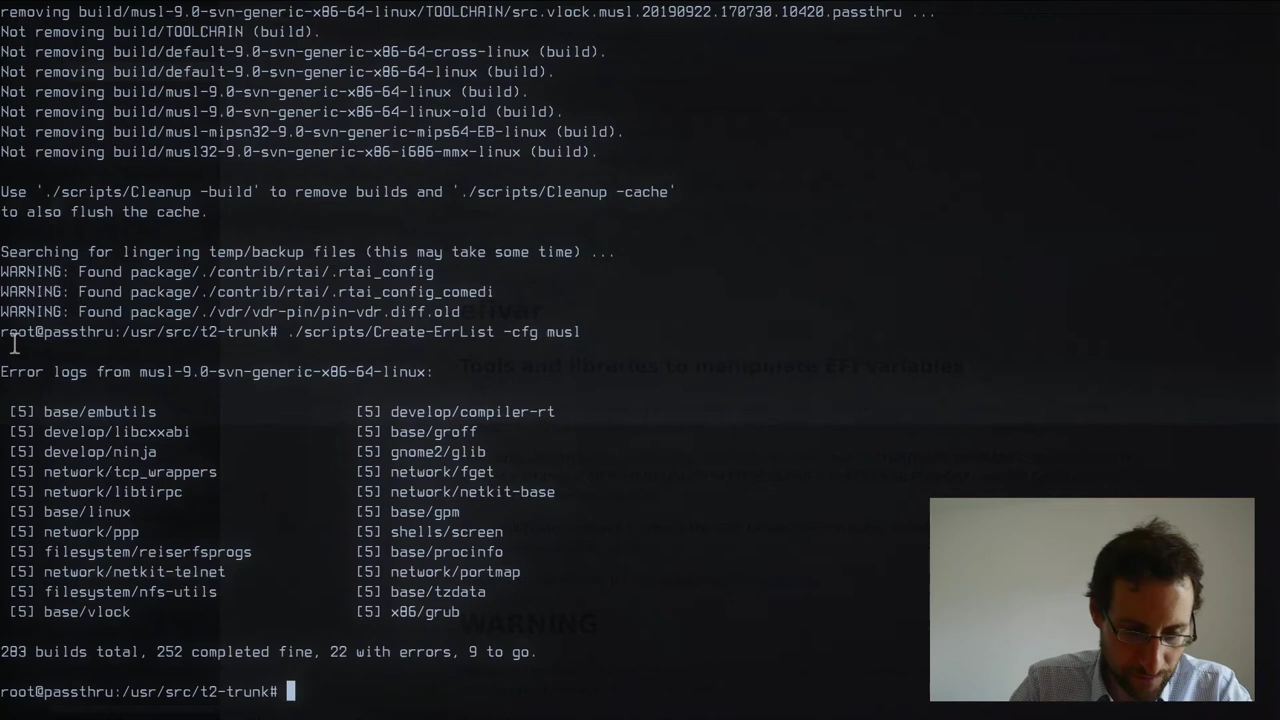 removing build/musl-9.0-svn-generic-x86-64-linux/TOOLCHAIN/src.vlock.musl.20190922.170730.10420.passthru ...
Not removing build/TOOLCHAIN (build).
Not removing build/default-9.0-svn-generic-x86-64-cross-linux (build).
Not removing build/default-9.0-svn-generic-x86-64-linux (build).
Not removing build/musl-9.0-svn-generic-x86-64-linux (build).
Not removing build/musl-9.0-svn-generic-x86-64-linux-old (build).
Not removing build/musl-mipsn32-9.0-svn-generic-mips64-EB-linux (build).
Not removing build/musl32-9.0-svn-generic-x86-i686-mmx-linux (build).
Use './scripts/Cleanup -build' to remove builds and './scripts/Cleanup -cache'
to also flush the cache.
Searching for lingering temp/backup files (this may take some time) ...
WARNING: Found package/./contrib/rtai/.rtai_config
WARNING: Found package/./contrib/rtai/.rtai_config_comedi
WARNING: Found package/./vdr/vdr-pin/pin-vdr.diff.old
root@passthru:/usr/src/t2-trunk# ./scripts/Create-ErrList -cfg musl
Tools and libraries to manipulate EFI variables
Error logs from musl-9.0-svn-generic-x86-64-linux:
[5] base/embutils [5] develop/compiler-rt
[5] develop/libcxxabi [5] base/groff
[5] develop/ninja [5] gnome2/glib
[5] network/tcp_wrappers [5] network/fget
[5] network/libtirpc [5] network/netkit-base
[5] base/linux [5] base/gpm
[5] network/ppp [5] shells/screen
[5] filesystem/reiserfsprogs [5] base/procinfo
[5] network/netkit-telnet [5] network/portmap
[5] filesystem/nfs-utils [5] base/tzdata
[5] base/vlock [5] x86/grub
WARNING
283 builds total, 252 completed fine, 22 with errors, 9 to go.
root@passthru:/usr/src/t2-trunk#